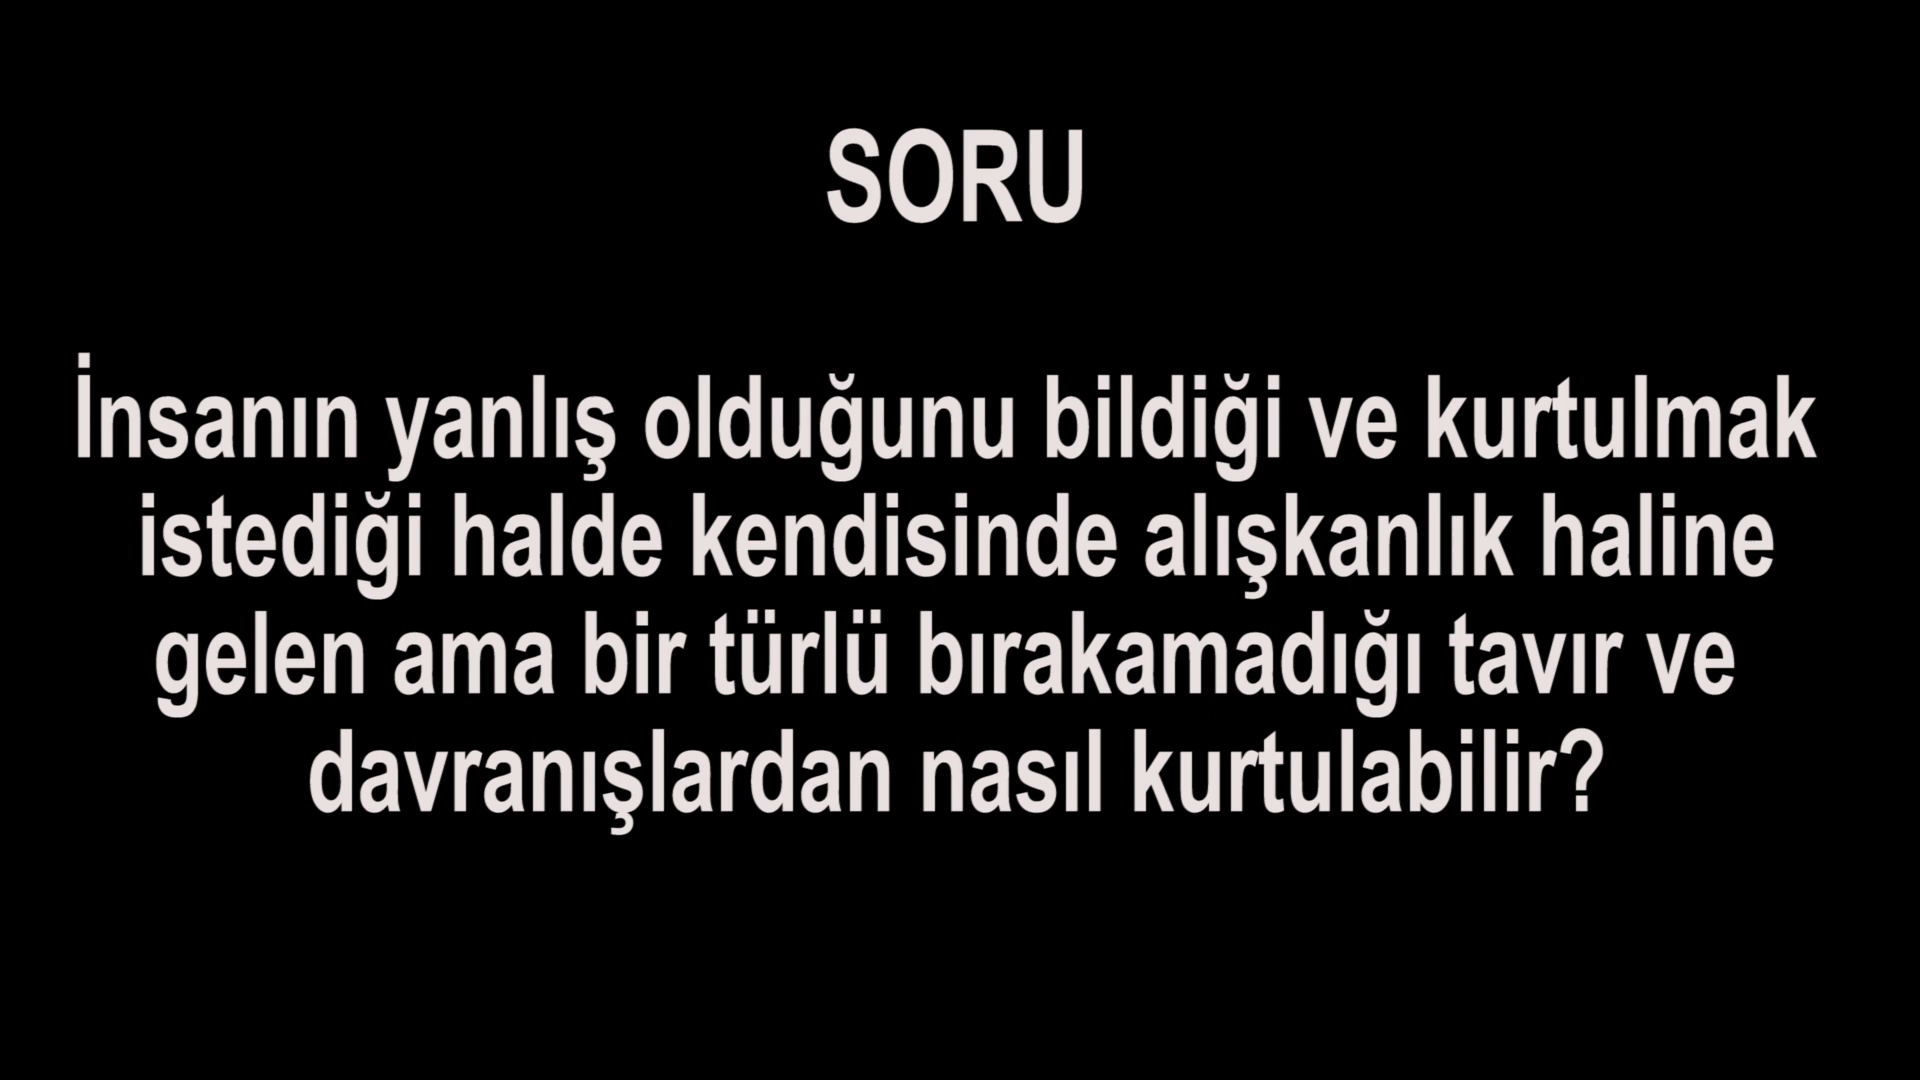 SORU
İnsanın yanlış olduğunu bildiği ve kurtulmak
istediği halde kendisinde alışkanlık haline
gelen ama bir türlü bırakamadığı tavır ve
davranışlardan nasıl kurtulabilir?